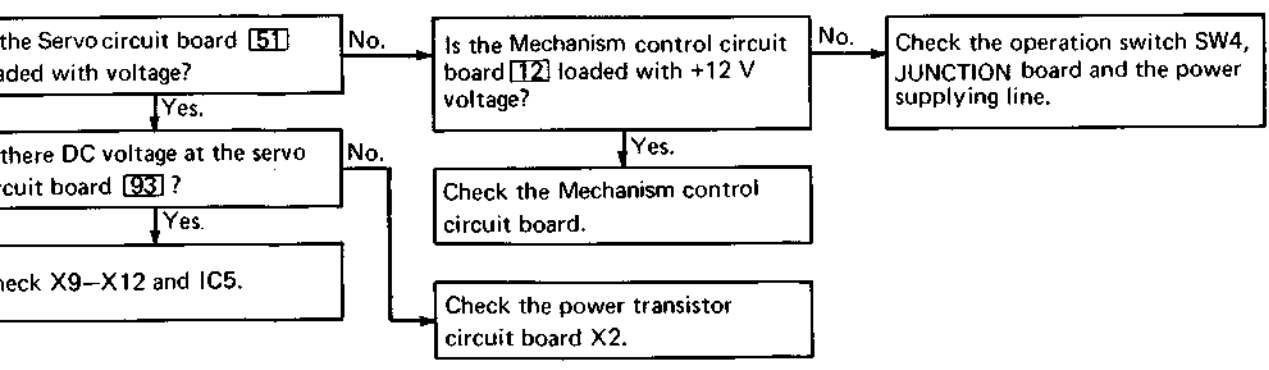 the Servo circuit board 51
loaded with voltage?
Yes.
there DC voltage at the servo
circuit board 93 ?
Yes.
X9–X12 and IC5.
No.
Is the Mechanism control circuit
board 12 loaded with +12 V
voltage?
Yes.
Check the Mechanism control
circuit board.
No.
Check the power transistor
circuit board X2.
No.
Check the operation switch SW4,
JUNCTION board and the power
supplying line.